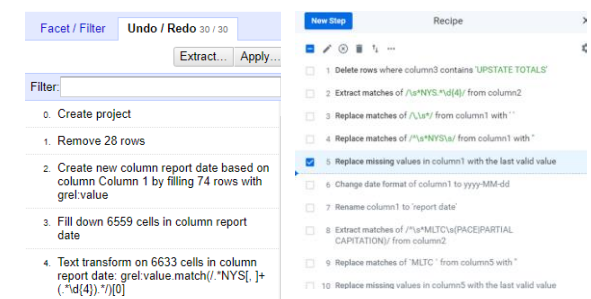 Facet / Filter Undo / Redo 30 / 30
Extract... Apply...
Filter:
0. Create project
1. Remove 28 rows
2. Create new column report date based on
column Column 1 by filling 74 rows with
grel:value
3. Fill down 6559 cells in column report
date
4. Text transform on 6633 cells in column
report date: grel:value.match(/.*NYS[, ]+
(.*\d{4}).*/)[0]
New Step Recipe
1 Delete rows where column3 contains 'UPSTATE TOTALS'
2 Extract matches of /\s*NYS.*\d{4}/ from column2
3 Replace matches of /\,\s*/ from column1 with ' '
4 Replace matches of /^\s*NYS\s/ from column1 with ''
5 Replace missing values in column1 with the last valid value
6 Change date format of column1 to yyyy-MM-dd
7 Rename column1 to 'report date'
8 Extract matches of /^\s*MLTC\s(PACE|PARTIAL
CAPITATION)/ from column2
9 Replace matches of `MLTC ` from column5 with ''
10 Replace missing values in column5 with the last valid value